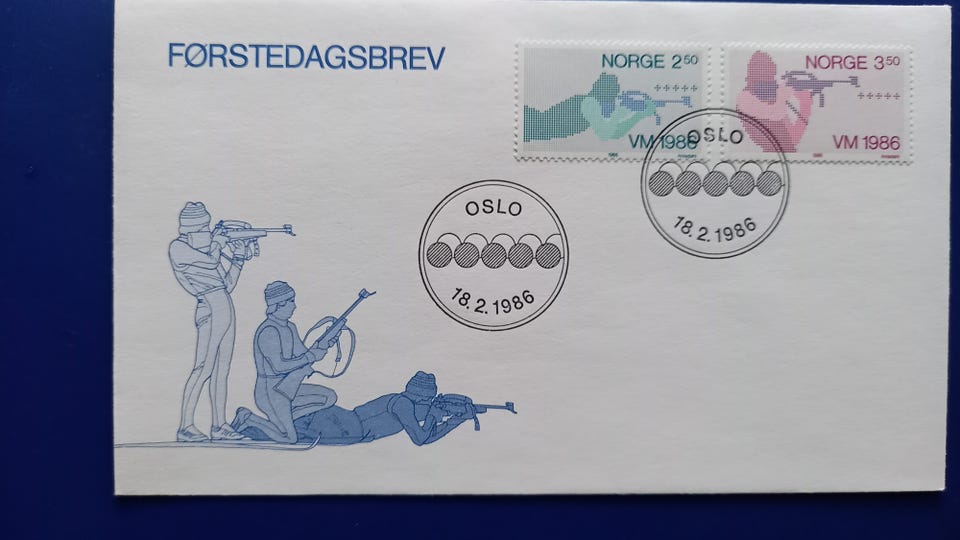 FØRSTEDAGSBREV
NORGE 2 50
VM 1986
NORGE 3 50
VM 1986
OSLO
18.2.1986
OSLO
18.2.1986